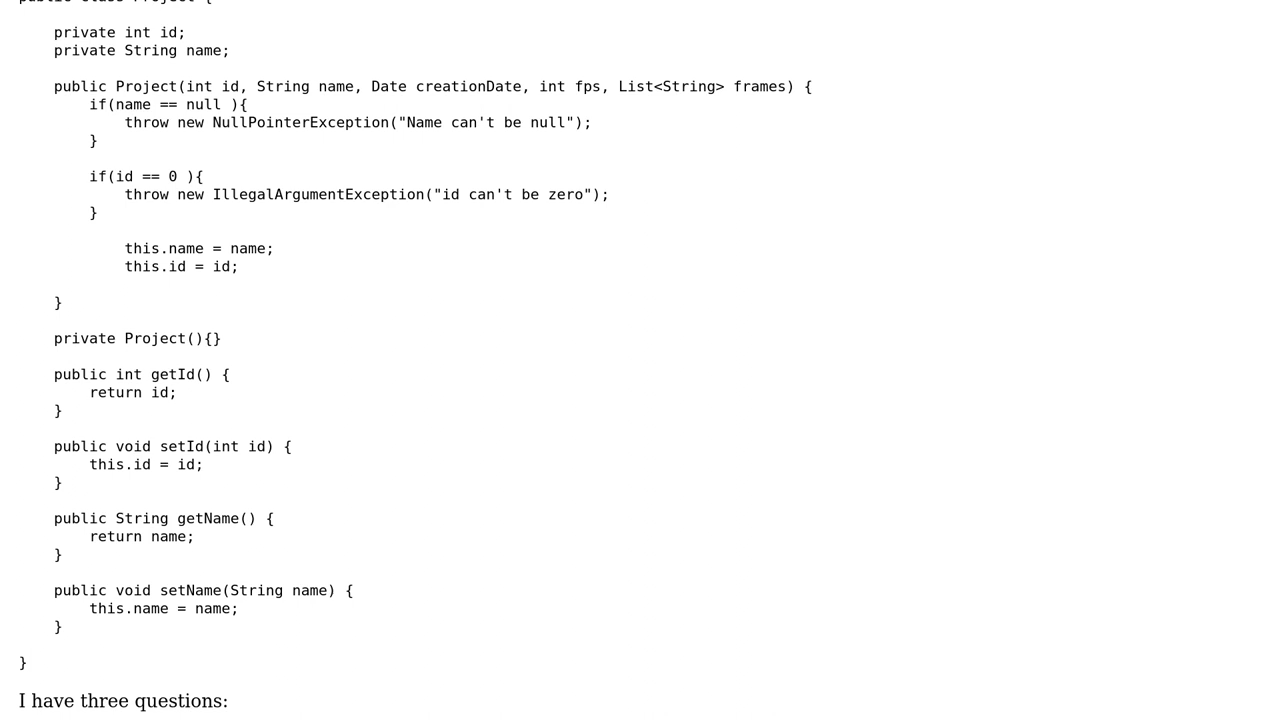 public class Project {
private int id;
private String name;
public Project(int id, String name, Date creationDate, int fps, List<String> frames) {
if(name == null ){
throw new NullPointerException("Name can't be null");
}
if(id == 0 ){
throw new IllegalArgumentException("id can't be zero");
}
this.name = name;
this.id = id;
}
private Project(){}
public int getId() {
return id;
}
public void setId(int id) {
this.id = id;
}
public String getName() {
return name;
}
public void setName(String name) {
this.name = name;
}
}
I have three questions: